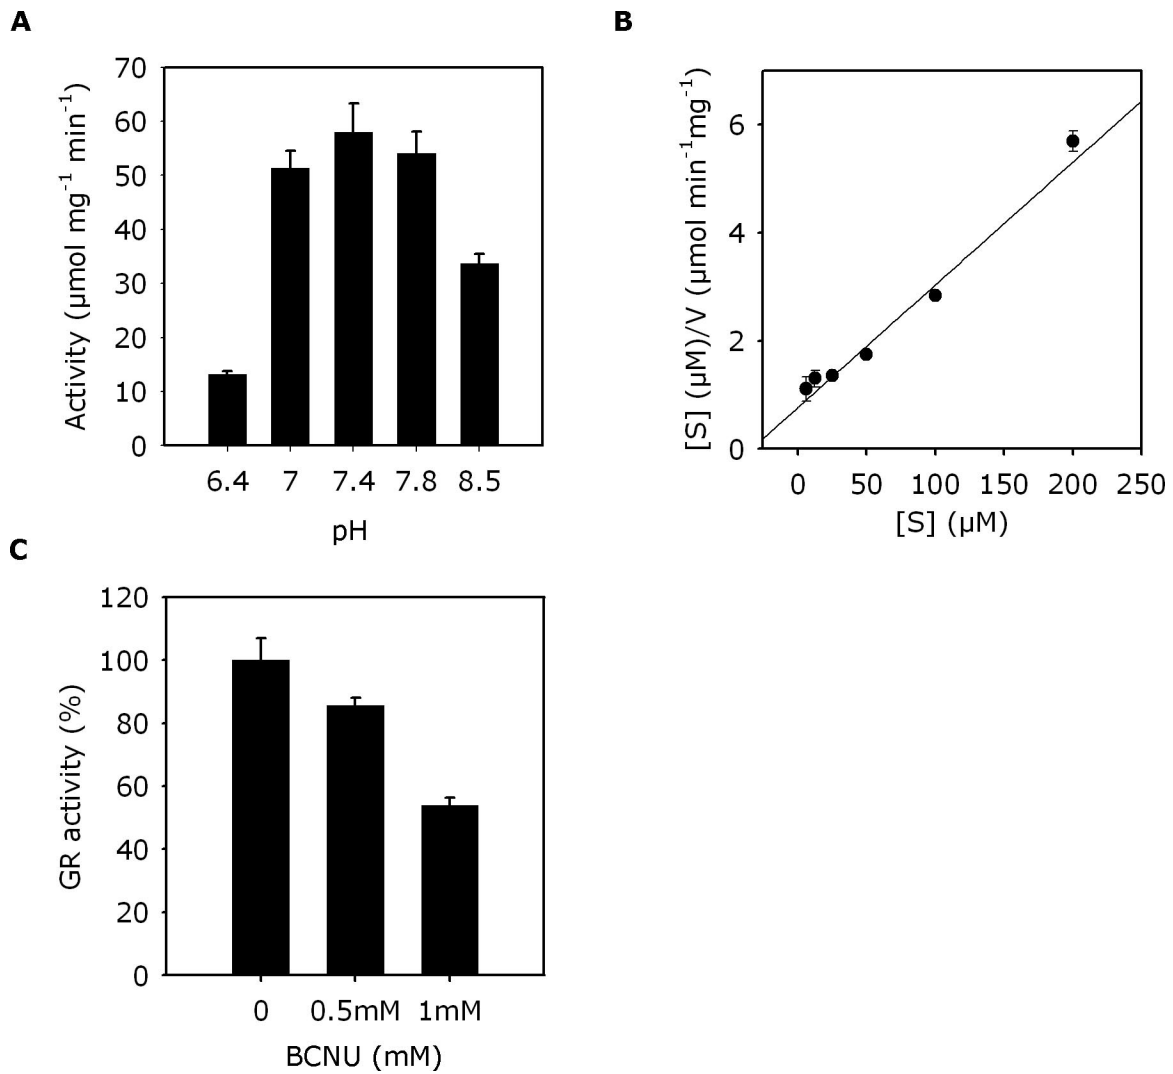 A
70
60
50
40
30
20
10
0
Activity (µmol mg⁻¹ min⁻¹)
6.4 7 7.4 7.8 8.5
pH
B
6
4
2
0
[S] (µM)/V (µmol min⁻¹mg⁻¹)
0 50 100 150 200 250
[S] (µM)
C
120
100
80
60
40
20
0
GR activity (%)
0 0.5mM 1mM
BCNU (mM)